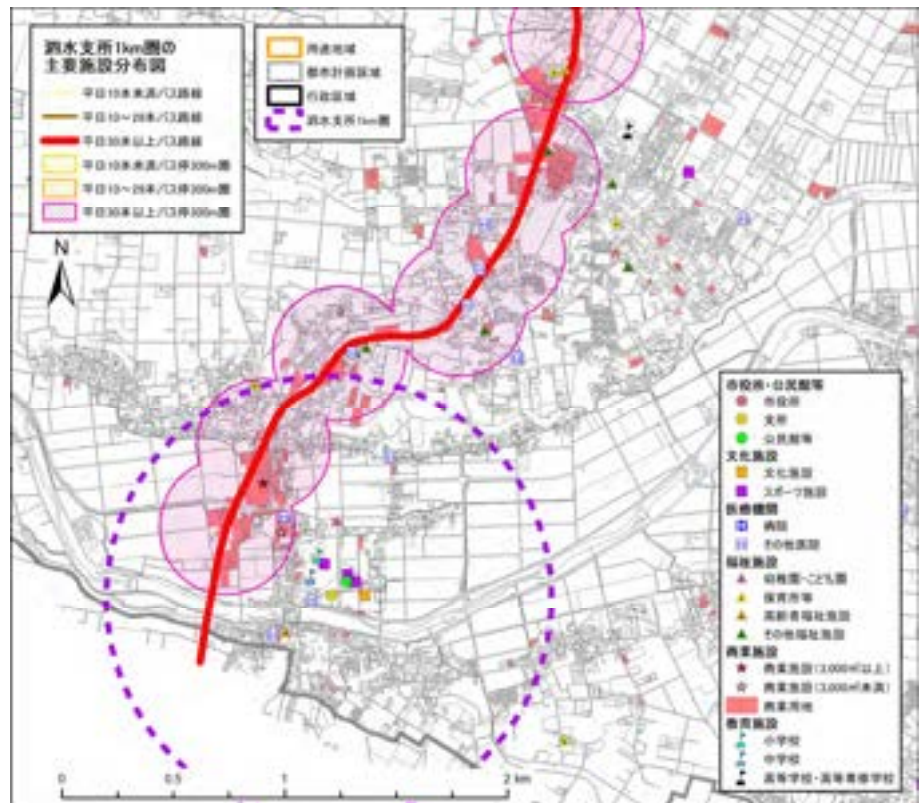 泗水支所1km圏の
主要施設分布図
平日10本未満バス路線
平日10～29本バス路線
平日30本以上バス路線
平日10本未満バス停300m圏
平日10～29本バス停300m圏
平日30本以上バス停300m圏
用途地域
都市計画区域
行政区域
泗水支所1km圏
N
市役所・公民館等
市役所
支所
公民館等
文化施設
文化施設
スポーツ施設
医療機関
病院
その他医院
福祉施設
幼稚園・こども園
保育所等
高齢者福祉施設
その他福祉施設
商業施設
商業施設(3,000㎡以上)
商業施設(3,000㎡未満)
商業用地
教育施設
小学校
中学校
高等学校・高等専修学校
0 0.5 1 2 km